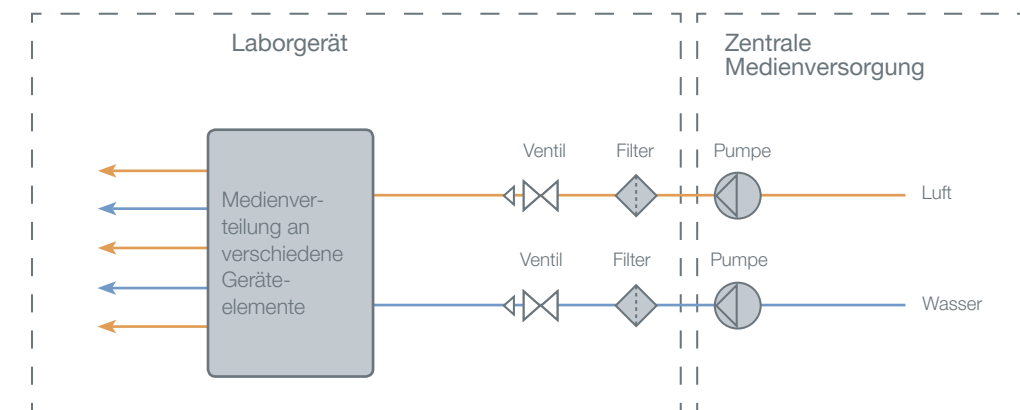 Laborgerät
Zentrale
Medienversorgung
Ventil
Filter
Pumpe
Luft
Medienver-
teilung an
verschiedene
Geräte-
elemente
Ventil
Filter
Pumpe
Wasser